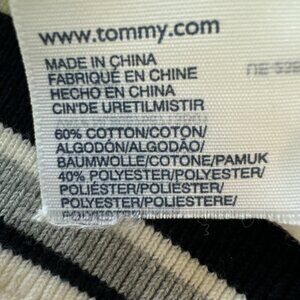 www.tommy.com
MADE IN CHINA
FABRIQUÉ EN CHINE
HECHO EN CHINA
CIN'DE URETILMISTIR
60% COTTON/COTON/
ALGODÓN/ALGODÃO/
BAUMWOLLE/COTONE/PAMUK
40% POLYESTER/POLYESTER/
POLIÉSTER/POLIÉSTER/
POLYESTER/POLIESTERE/